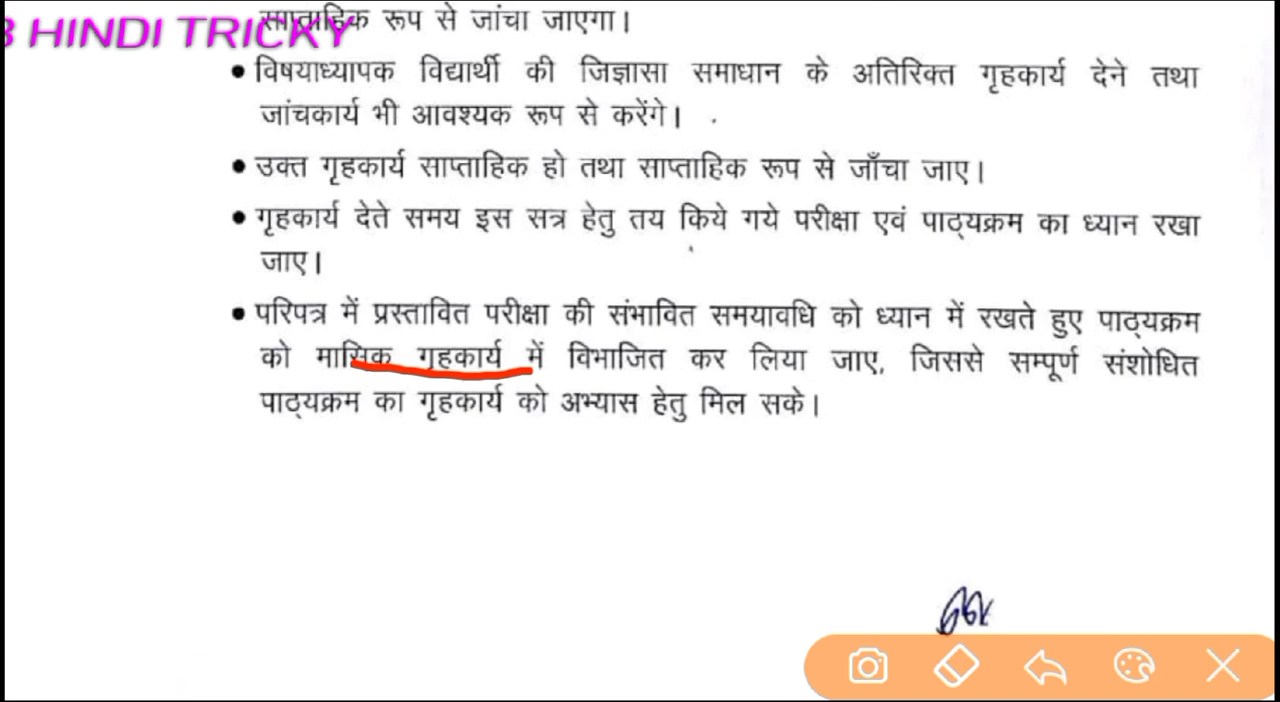 साप्ताहिक रूप से जांचा जाएगा।
3 HINDI TRICKY
• विषयाध्यापक विद्यार्थी की जिज्ञासा समाधान के अतिरिक्त गृहकार्य देने तथा
जांचकार्य भी आवश्यक रूप से करेंगे।
• उक्त गृहकार्य साप्ताहिक हो तथा साप्ताहिक रूप से जाँचा जाए।
• गृहकार्य देते समय इस सत्र हेतु तय किये गये परीक्षा एवं पाठ्यक्रम का ध्यान रखा
जाए।
• परिपत्र में प्रस्तावित परीक्षा की संभावित समयावधि को ध्यान में रखते हुए पाठ्यक्रम
को मासिक गृहकार्य में विभाजित कर लिया जाए, जिससे सम्पूर्ण संशोधित
पाठ्यक्रम का गृहकार्य को अभ्यास हेतु मिल सके।